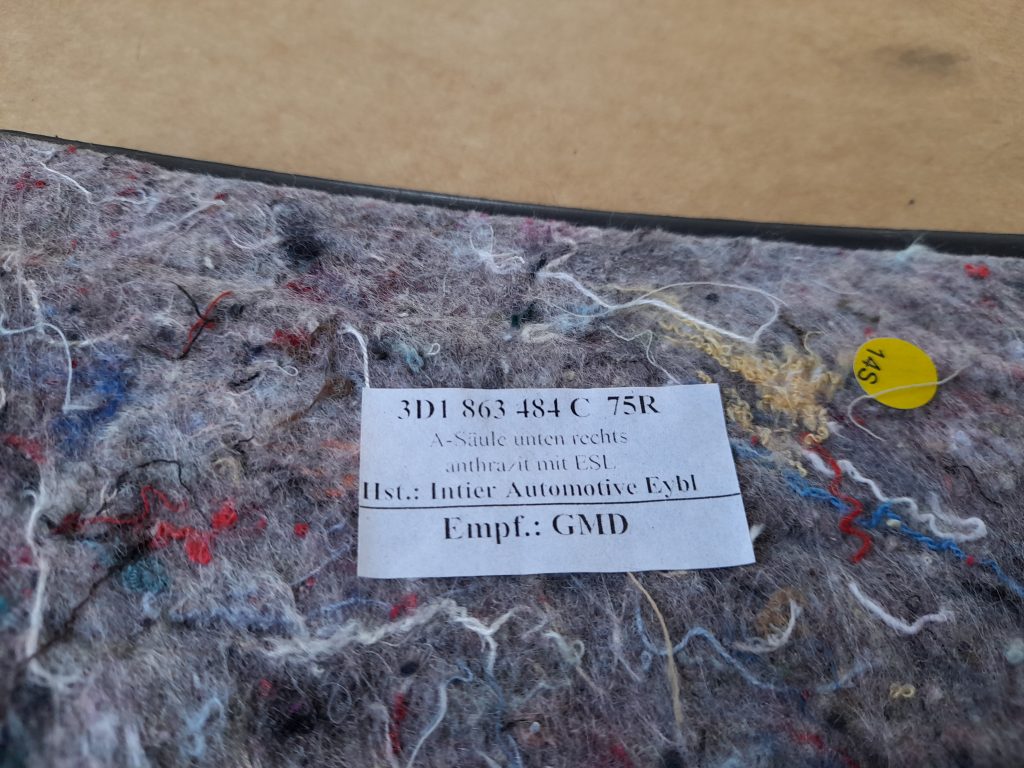 3D1 863 484 C 75R
A-Säule unten rechts
anthrazit mit ESL
Hst.: Intier Automotive Eybl
Empf.: GMD
14S